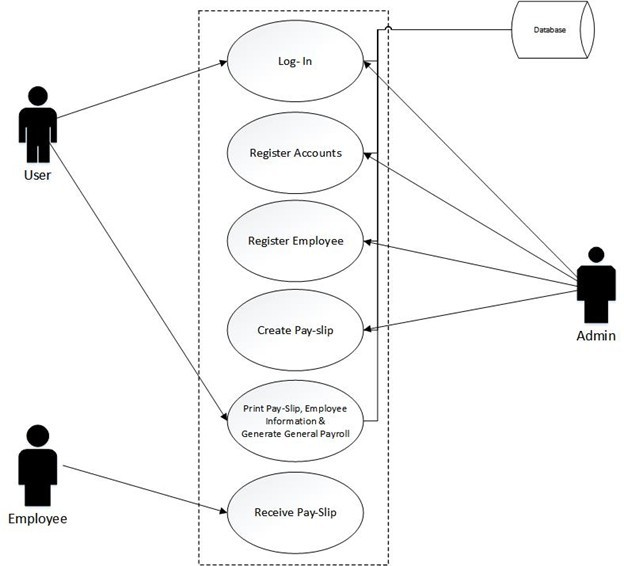 Database
Log- In
Register Accounts
User
Register Employee
Create Pay-slip
Admin
Print Pay-Slip, Employee
Information &
Generate General Payroll
Receive Pay-Slip
Employee